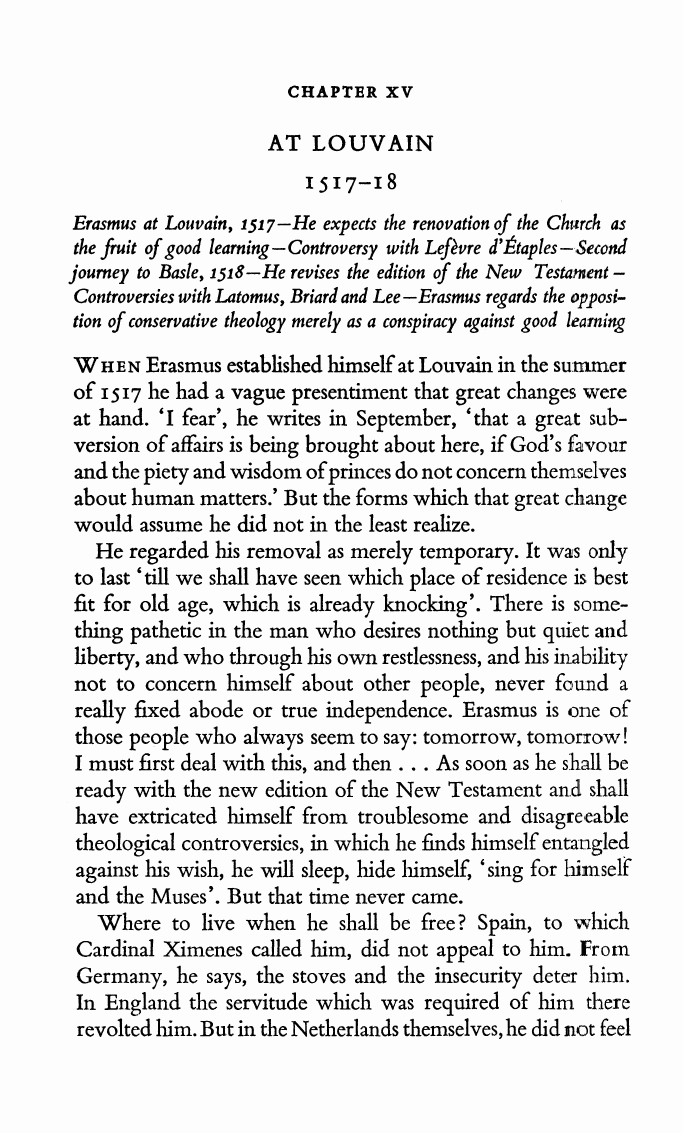 CHAPTER XV
AT LOUVAIN
1517–18
Erasmus at Louvain, 1517—He expects the renovation of the Church as
the fruit of good learning—Controversy with Lefèvre d'Étaples—Second
journey to Basle, 1518—He revises the edition of the New Testament—
Controversies with Latomus, Briard and Lee—Erasmus regards the opposi-
tion of conservative theology merely as a conspiracy against good learning
WHEN Erasmus established himself at Louvain in the summer
of 1517 he had a vague presentiment that great changes were
at hand. 'I fear', he writes in September, 'that a great sub-
version of affairs is being brought about here, if God's favour
and the piety and wisdom of princes do not concern themselves
about human matters.' But the forms which that great change
would assume he did not in the least realize.
He regarded his removal as merely temporary. It was only
to last 'till we shall have seen which place of residence is best
fit for old age, which is already knocking'. There is some-
thing pathetic in the man who desires nothing but quiet and
liberty, and who through his own restlessness, and his inability
not to concern himself about other people, never found a
really fixed abode or true independence. Erasmus is one of
those people who always seem to say: tomorrow, tomorrow!
I must first deal with this, and then . . . As soon as he shall be
ready with the new edition of the New Testament and shall
have extricated himself from troublesome and disagreeable
theological controversies, in which he finds himself entangled
against his wish, he will sleep, hide himself, 'sing for himself
and the Muses'. But that time never came.
Where to live when he shall be free? Spain, to which
Cardinal Ximenes called him, did not appeal to him. From
Germany, he says, the stoves and the insecurity deter him.
In England the servitude which was required of him there
revolted him. But in the Netherlands themselves, he did not feel